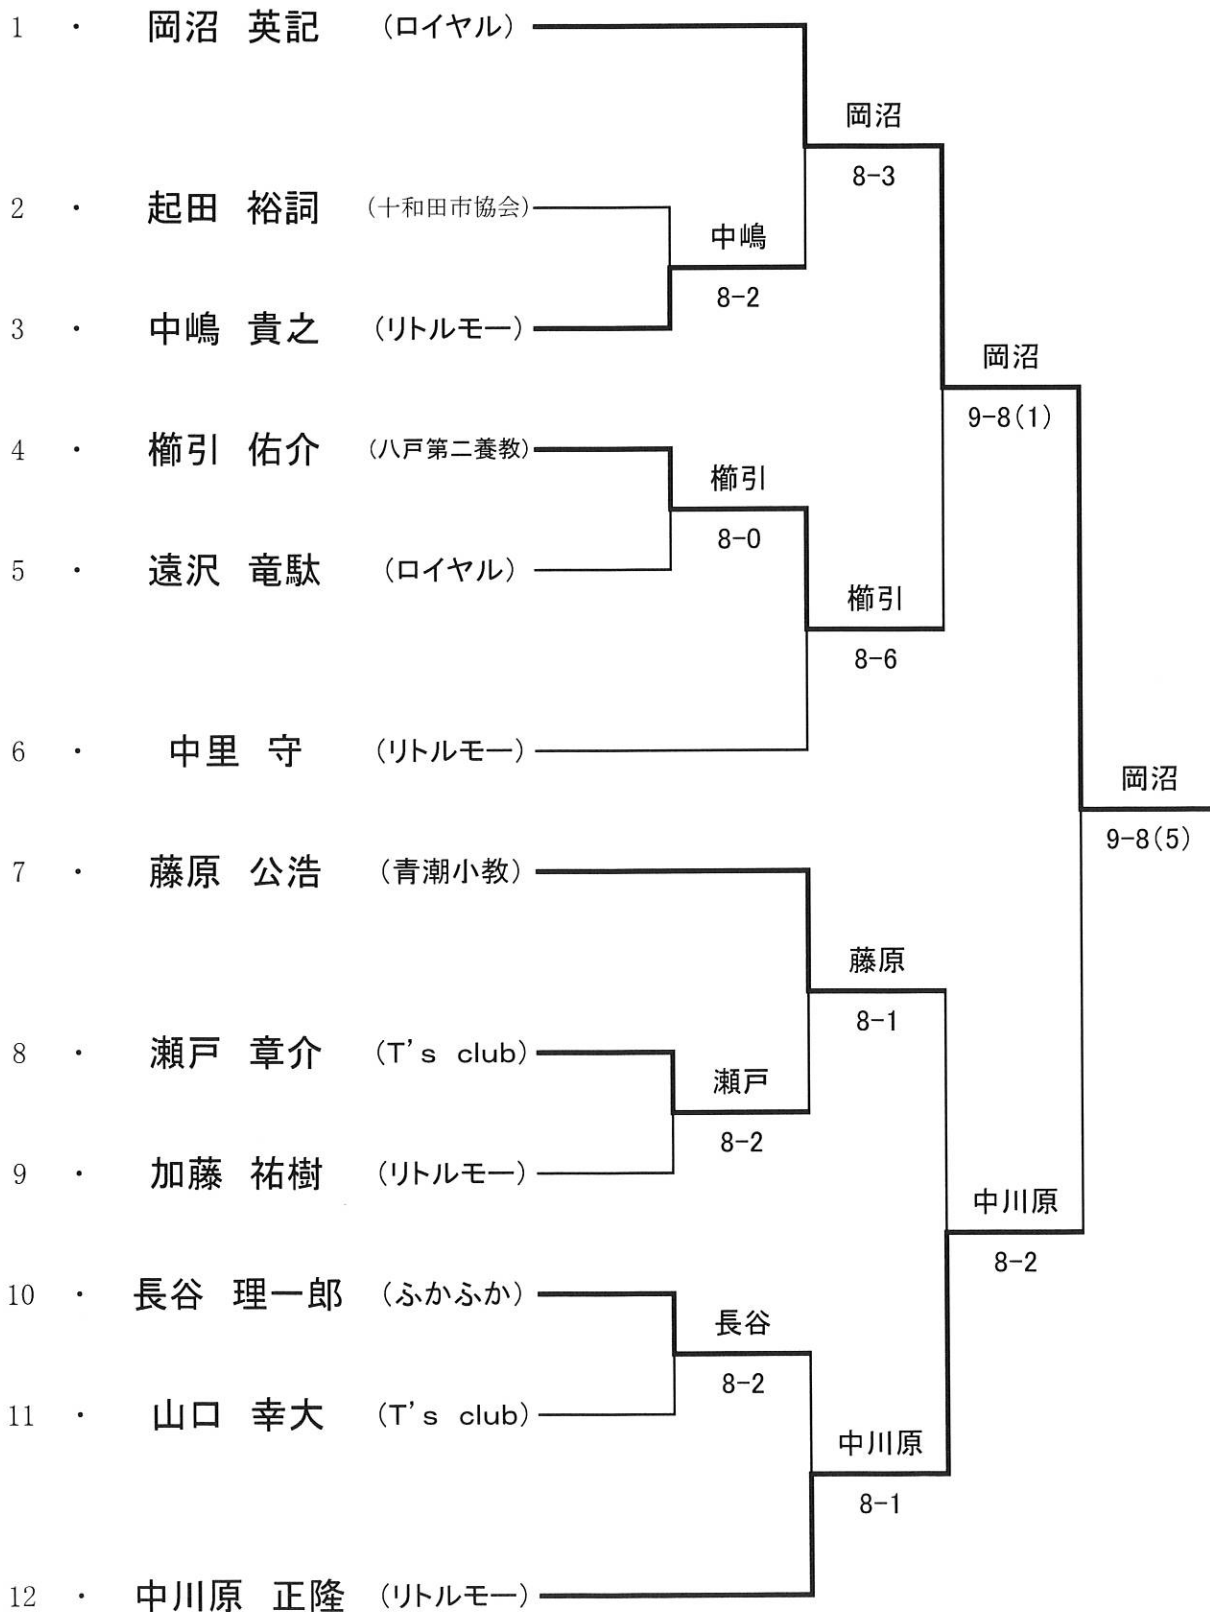 1 ・ 岡沼 英記 (ロイヤル)
岡沼
8-3
2 ・ 起田 裕詞 (十和田市協会)
中嶋
8-2
3 ・ 中嶋 貴之 (リトルモー)
岡沼
9-8(1)
4 ・ 櫛引 佑介 (八戸第二養教)
櫛引
8-0
5 ・ 遠沢 竜駄 (ロイヤル)
櫛引
8-6
6 ・ 中里 守 (リトルモー)
岡沼
9-8(5)
7 ・ 藤原 公浩 (青潮小教)
藤原
8-1
8 ・ 瀬戸 章介 (T's club)
瀬戸
8-2
9 ・ 加藤 祐樹 (リトルモー)
中川原
8-2
10 ・ 長谷 理一郎 (ふかふか)
長谷
8-2
11 ・ 山口 幸大 (T's club)
中川原
8-1
12 ・ 中川原 正隆 (リトルモー)